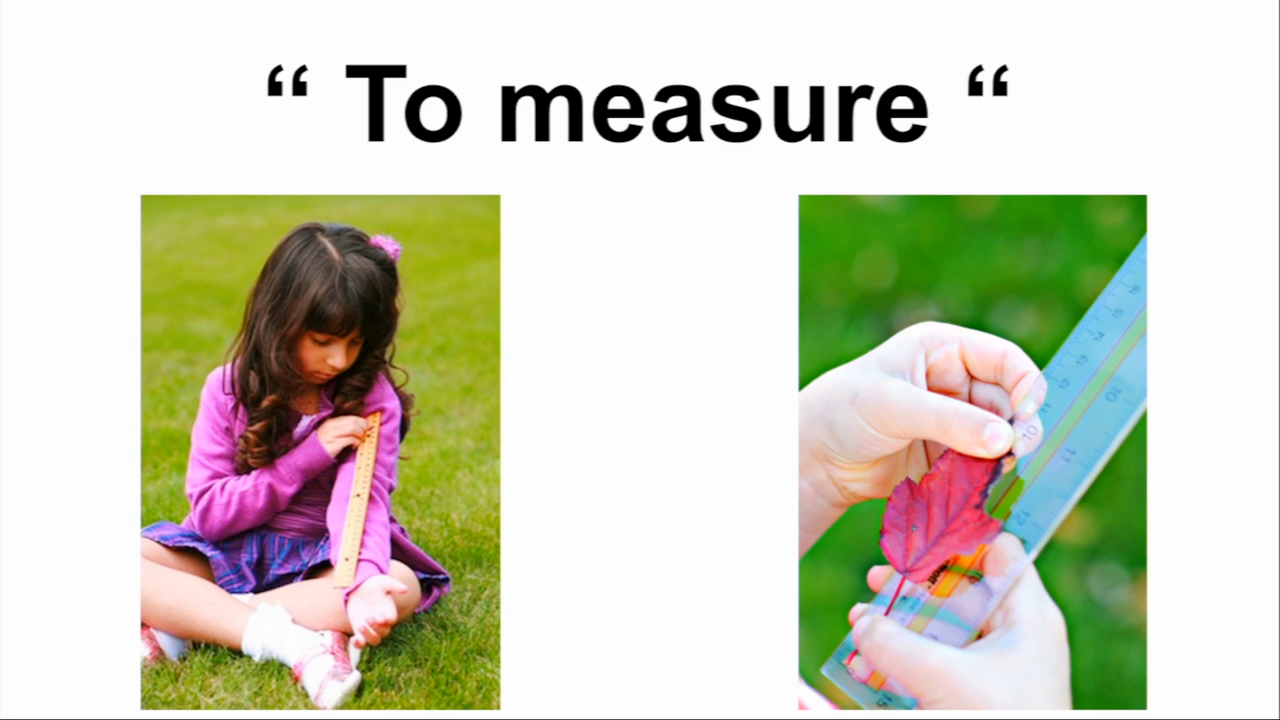 “ To measure “